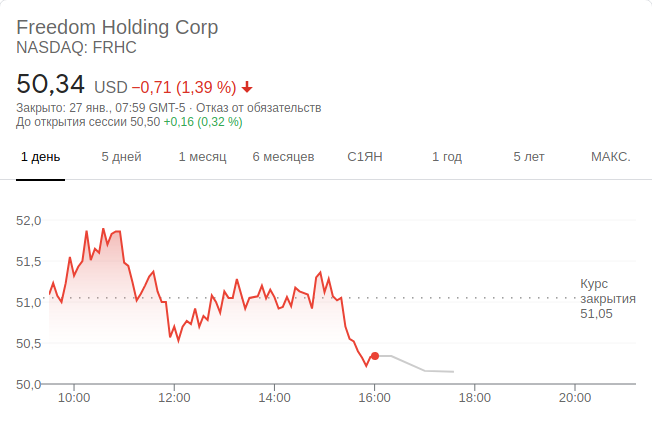 Freedom Holding Corp
NASDAQ: FRHC
50,34 USD −0,71 (1,39 %)
Закрыто: 27 янв., 07:59 GMT-5 · Отказ от обязательств
До открытия сессии 50,50 +0,16 (0,32 %)
1 день 5 дней 1 месяц 6 месяцев С1ЯН 1 год 5 лет МАКС.
52,0
51,5
Курс
закрытия
51,0
51,05
50,5
50,0
10:00 12:00 14:00 16:00 18:00 20:00